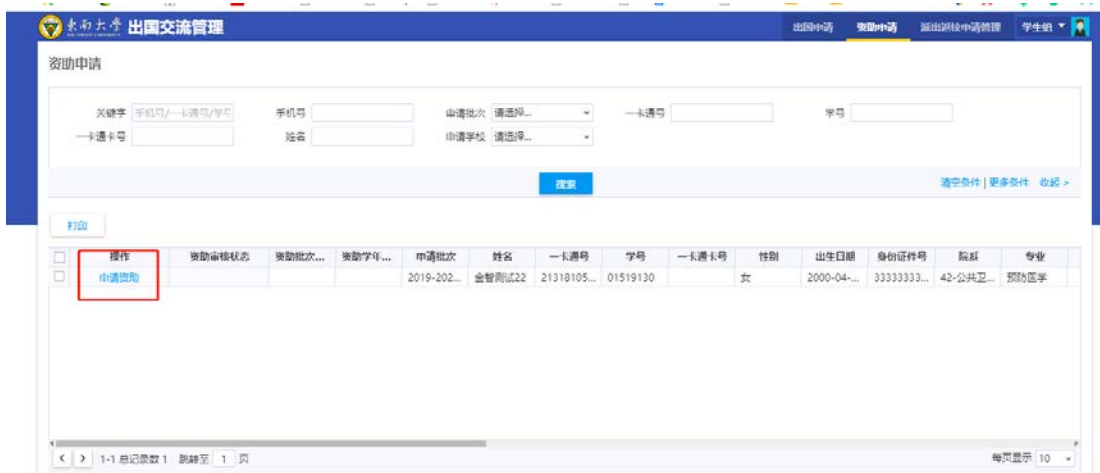 东南大学 出国交流管理 出国申请 资助申请 派出返校申请管理 学生组
资助申请
关键字 手机号/一卡通号/学号 手机号 申请批次 请选择... 一卡通号 学号
一卡通卡号 姓名 申请学校 请选择...
搜索 清空条件 | 更多条件 收起 >
打印
操作 资助审核状态 资助批次... 资助学年... 申请批次 姓名 一卡通号 学号 一卡通卡号 性别 出生日期 身份证件号 院系 专业
申请资助 2019-202... 金智测试22 21318105... 01519130 女 2000-04-... 33333333... 42-公共卫... 预防医学
1-1 总记录数 1 跳转至 1 页 每页显示 10